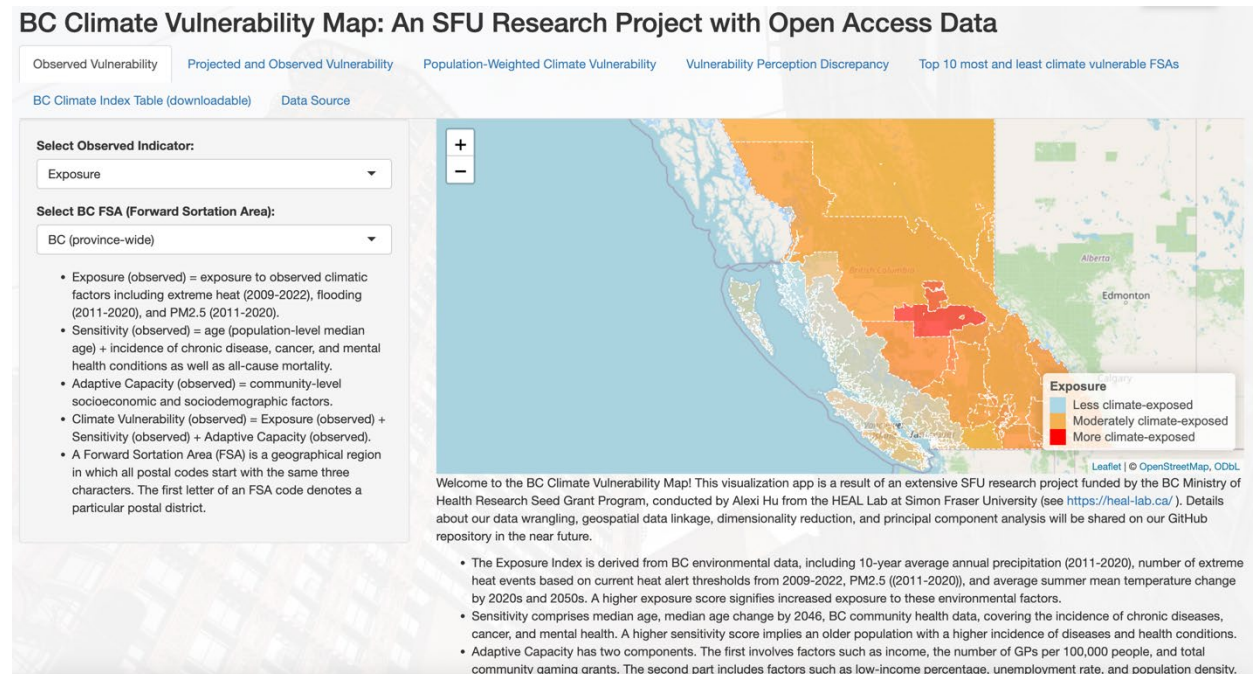 BC Climate Vulnerability Map: An SFU Research Project with Open Access Data
Observed Vulnerability
Projected and Observed Vulnerability
Population-Weighted Climate Vulnerability
Vulnerability Perception Discrepancy
Top 10 most and least climate vulnerable FSAs
BC Climate Index Table (downloadable)
Data Source
Select Observed Indicator:
Exposure
Select BC FSA (Forward Sortation Area):
BC (province-wide)
• Exposure (observed) = exposure to observed climatic
factors including extreme heat (2009-2022), flooding
(2011-2020), and PM2.5 (2011-2020).
• Sensitivity (observed) = age (population-level median
age) + incidence of chronic disease, cancer, and mental
health conditions as well as all-cause mortality.
• Adaptive Capacity (observed) = community-level
socioeconomic and sociodemographic factors.
• Climate Vulnerability (observed) = Exposure (observed) +
Sensitivity (observed) + Adaptive Capacity (observed).
• A Forward Sortation Area (FSA) is a geographical region
in which all postal codes start with the same three
characters. The first letter of an FSA code denotes a
particular postal district.
+
−
British Columbia
Alberta
Edmonton
Calgary
Exposure
Less climate-exposed
Moderately climate-exposed
More climate-exposed
Leaflet | © OpenStreetMap, ODbL
Welcome to the BC Climate Vulnerability Map! This visualization app is a result of an extensive SFU research project funded by the BC Ministry of
Health Research Seed Grant Program, conducted by Alexi Hu from the HEAL Lab at Simon Fraser University (see https://heal-lab.ca/ ). Details
about our data wrangling, geospatial data linkage, dimensionality reduction, and principal component analysis will be shared on our GitHub
repository in the near future.
• The Exposure Index is derived from BC environmental data, including 10-year average annual precipitation (2011-2020), number of extreme
heat events based on current heat alert thresholds from 2009-2022, PM2.5 ((2011-2020)), and average summer mean temperature change
by 2020s and 2050s. A higher exposure score signifies increased exposure to these environmental factors.
• Sensitivity comprises median age, median age change by 2046, BC community health data, covering the incidence of chronic diseases,
cancer, and mental health. A higher sensitivity score implies an older population with a higher incidence of diseases and health conditions.
• Adaptive Capacity has two components. The first involves factors such as income, the number of GPs per 100,000 people, and total
community gaming grants. The second part includes factors such as low-income percentage, unemployment rate, and population density.